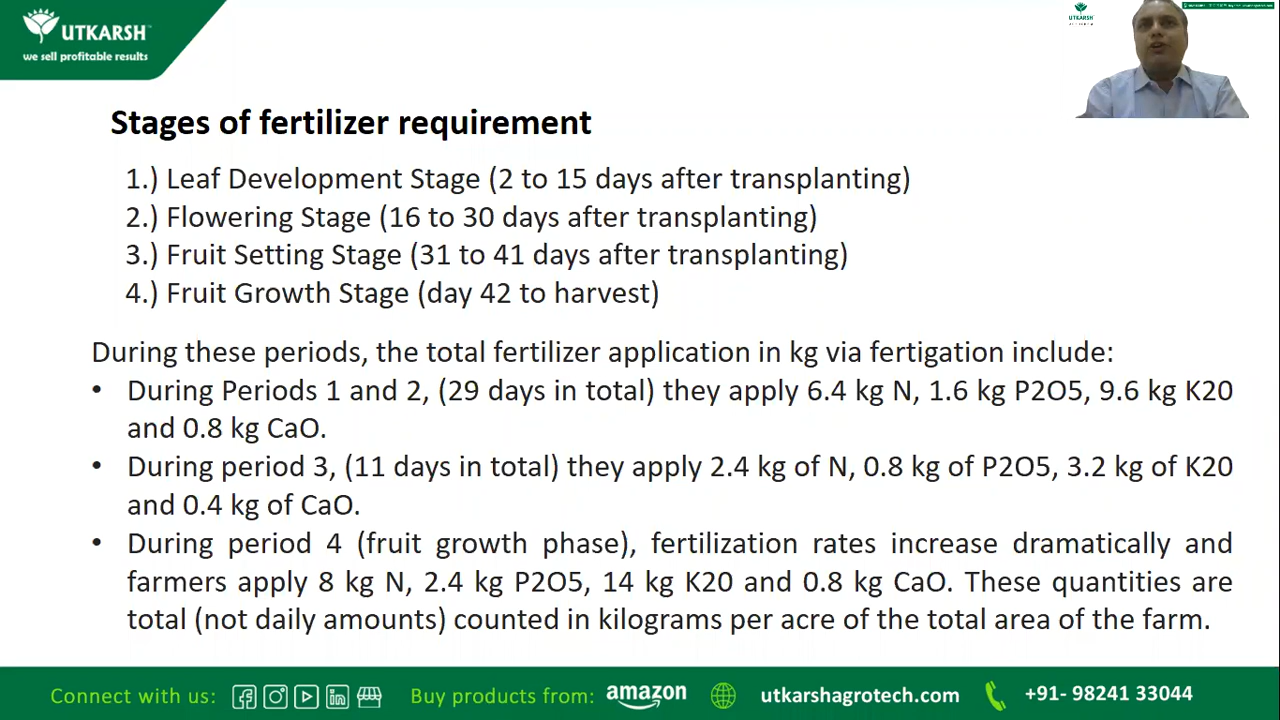 UTKARSH
we sell profitable results
UTKARSH
Stages of fertilizer requirement
1.) Leaf Development Stage (2 to 15 days after transplanting)
2.) Flowering Stage (16 to 30 days after transplanting)
3.) Fruit Setting Stage (31 to 41 days after transplanting)
4.) Fruit Growth Stage (day 42 to harvest)
During these periods, the total fertilizer application in kg via fertigation include:
• During Periods 1 and 2, (29 days in total) they apply 6.4 kg N, 1.6 kg P2O5, 9.6 kg K20
and 0.8 kg CaO.
• During period 3, (11 days in total) they apply 2.4 kg of N, 0.8 kg of P2O5, 3.2 kg of K20
and 0.4 kg of CaO.
• During period 4 (fruit growth phase), fertilization rates increase dramatically and
farmers apply 8 kg N, 2.4 kg P2O5, 14 kg K20 and 0.8 kg CaO. These quantities are
total (not daily amounts) counted in kilograms per acre of the total area of the farm.
Connect with us: Buy products from: amazon utkarshagrotech.com +91- 98241 33044